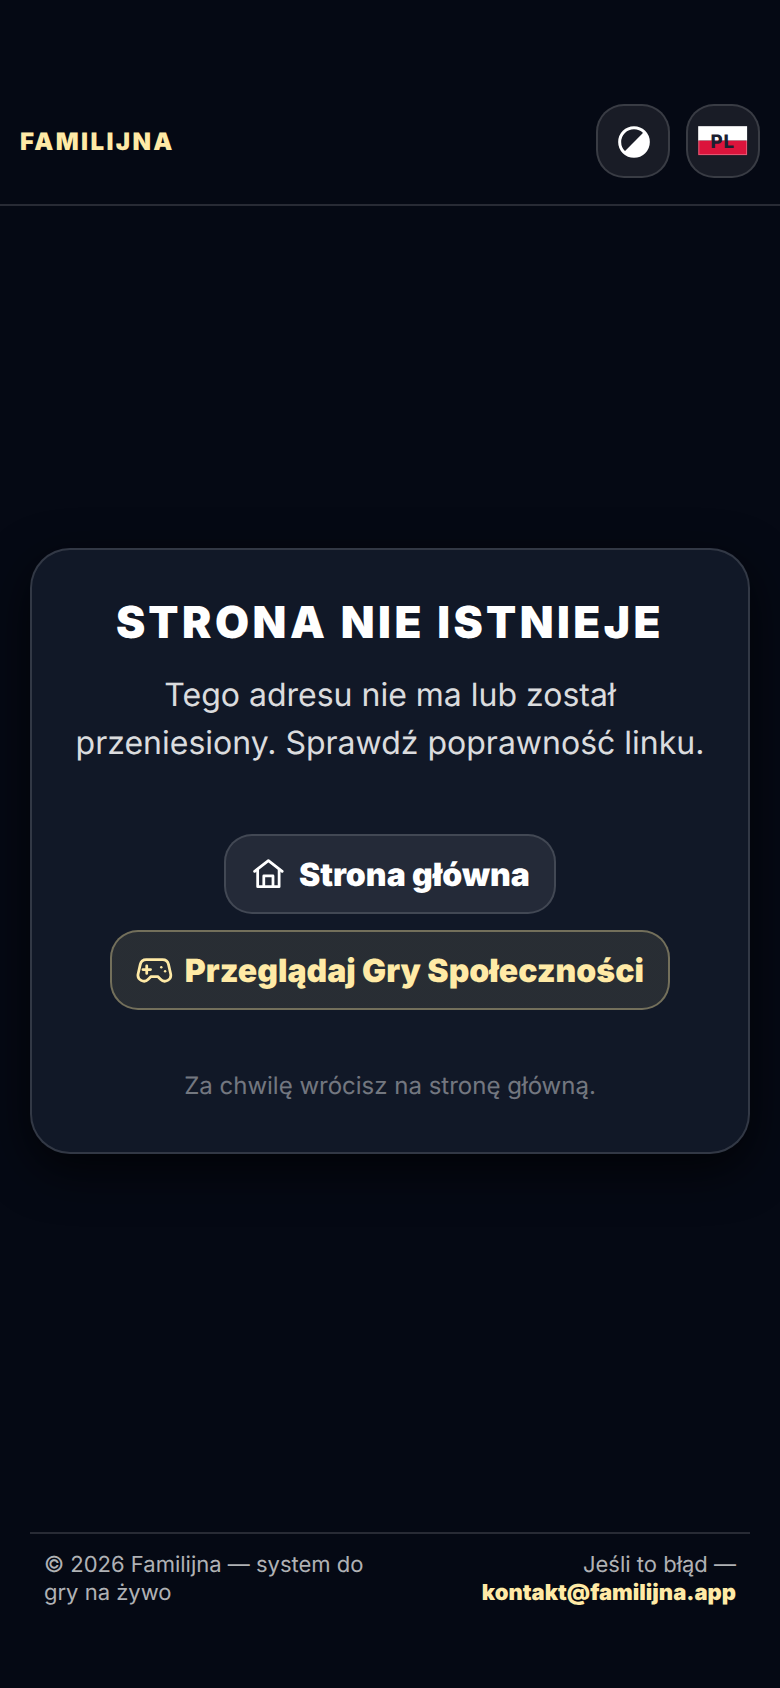 FAMILIJNA
PL
STRONA NIE ISTNIEJE
Tego adresu nie ma lub został
przeniesiony. Sprawdź poprawność linku.
Strona główna
Przeglądaj Gry Społeczności
Za chwilę wrócisz na stronę główną.
© 2026 Familijna — system do
gry na żywo
Jeśli to błąd —
kontakt@familijna.app